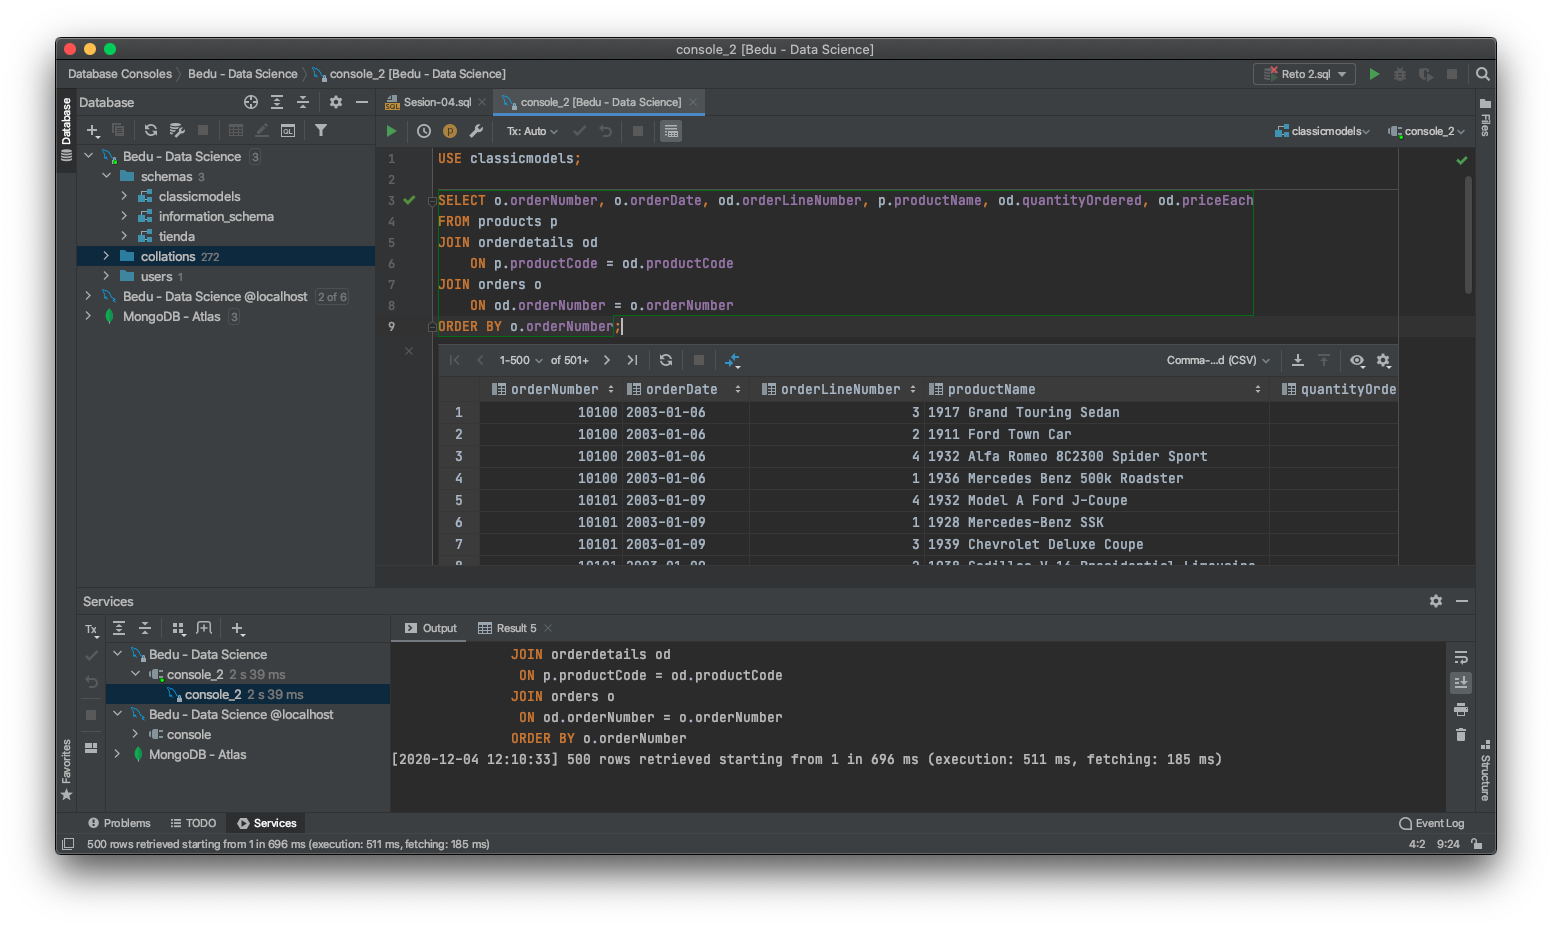 console_2 [Bedu - Data Science]
Database Consoles Bedu - Data Science console_2 [Bedu - Data Science] Reto 2.sql
Database
Database
Sesion-04.sql console_2 [Bedu - Data Science]
Files
Tx: Auto classicmodels console_2
Bedu - Data Science 3
schemas 3
classicmodels
information_schema
tienda
collations 272
users 1
Bedu - Data Science @localhost 2 of 6
MongoDB - Atlas 3
1 USE classicmodels;
2
3 SELECT o.orderNumber, o.orderDate, od.orderLineNumber, p.productName, od.quantityOrdered, od.priceEach
4 FROM products p
5 JOIN orderdetails od
6 ON p.productCode = od.productCode
7 JOIN orders o
8 ON od.orderNumber = o.orderNumber
9 ORDER BY o.orderNumber;
1-500 of 501+ Comma-...d (CSV)
orderNumber orderDate orderLineNumber productName quantityOrde
1 10100 2003-01-06 3 1917 Grand Touring Sedan
2 10100 2003-01-06 2 1911 Ford Town Car
3 10100 2003-01-06 4 1932 Alfa Romeo 8C2300 Spider Sport
4 10100 2003-01-06 1 1936 Mercedes Benz 500k Roadster
5 10101 2003-01-09 4 1932 Model A Ford J-Coupe
6 10101 2003-01-09 1 1928 Mercedes-Benz SSK
7 10101 2003-01-09 3 1939 Chevrolet Deluxe Coupe
8 10101 2003-01-09 2 1938 Cadillac V-16 Presidential Limousine
Services
Tx
Output Result 5
Bedu - Data Science
console_2 2 s 39 ms
console_2 2 s 39 ms
Bedu - Data Science @localhost
console
MongoDB - Atlas
JOIN orderdetails od
ON p.productCode = od.productCode
JOIN orders o
ON od.orderNumber = o.orderNumber
ORDER BY o.orderNumber
[2020-12-04 12:10:33] 500 rows retrieved starting from 1 in 696 ms (execution: 511 ms, fetching: 185 ms)
Favorites
Structure
Problems TODO Services Event Log
500 rows retrieved starting from 1 in 696 ms (execution: 511 ms, fetching: 185 ms) 4:2 9:24